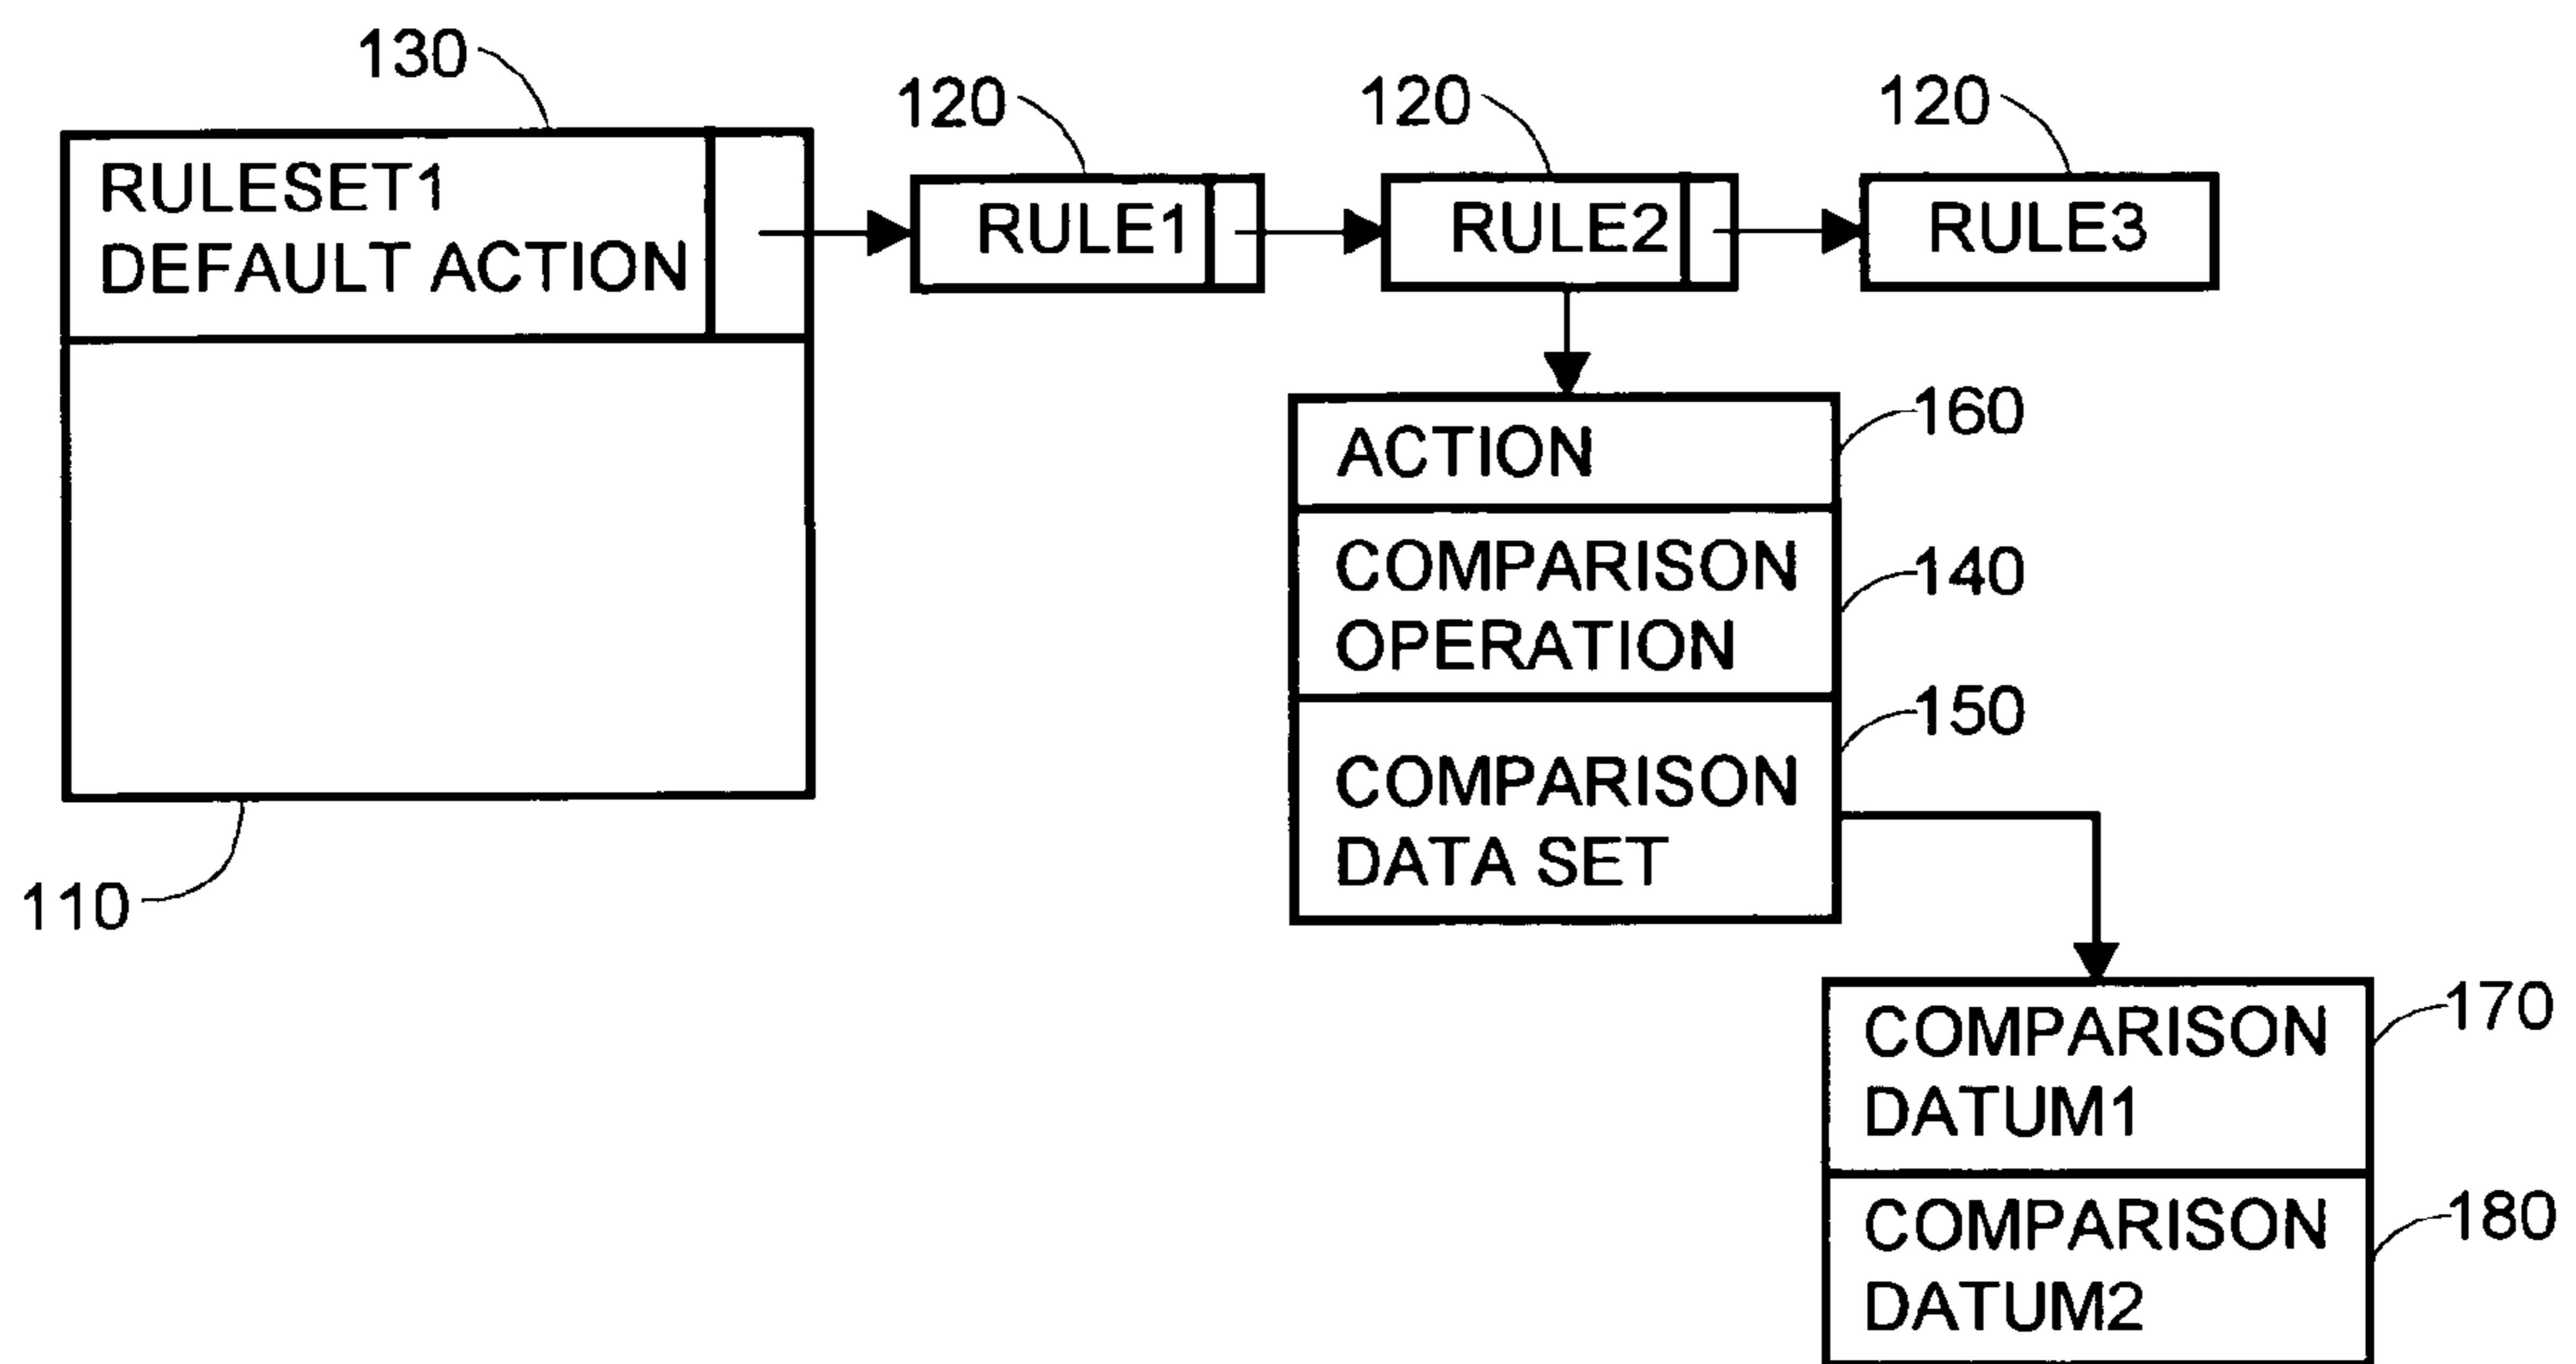 130
120
120
120
RULESET1
DEFAULT ACTION
RULE1
RULE2
RULE3
160
ACTION
140
COMPARISON
OPERATION
150
COMPARISON
DATA SET
110
170
COMPARISON
DATUM1
180
COMPARISON
DATUM2